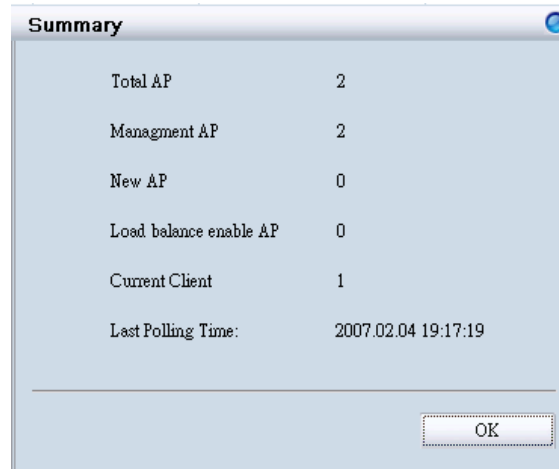 Summary
Total AP 2
Managment AP 2
New AP 0
Load balance enable AP 0
Current Client 1
Last Polling Time: 2007.02.04 19:17:19
OK